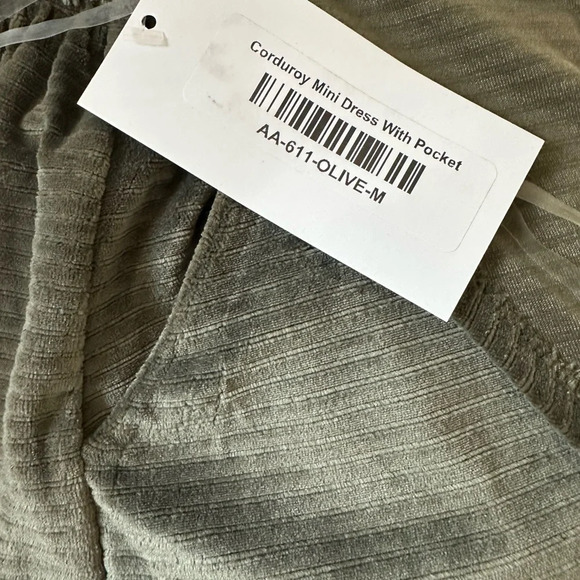 Corduroy Mini Dress With Pocket
AA-611-OLIVE-M